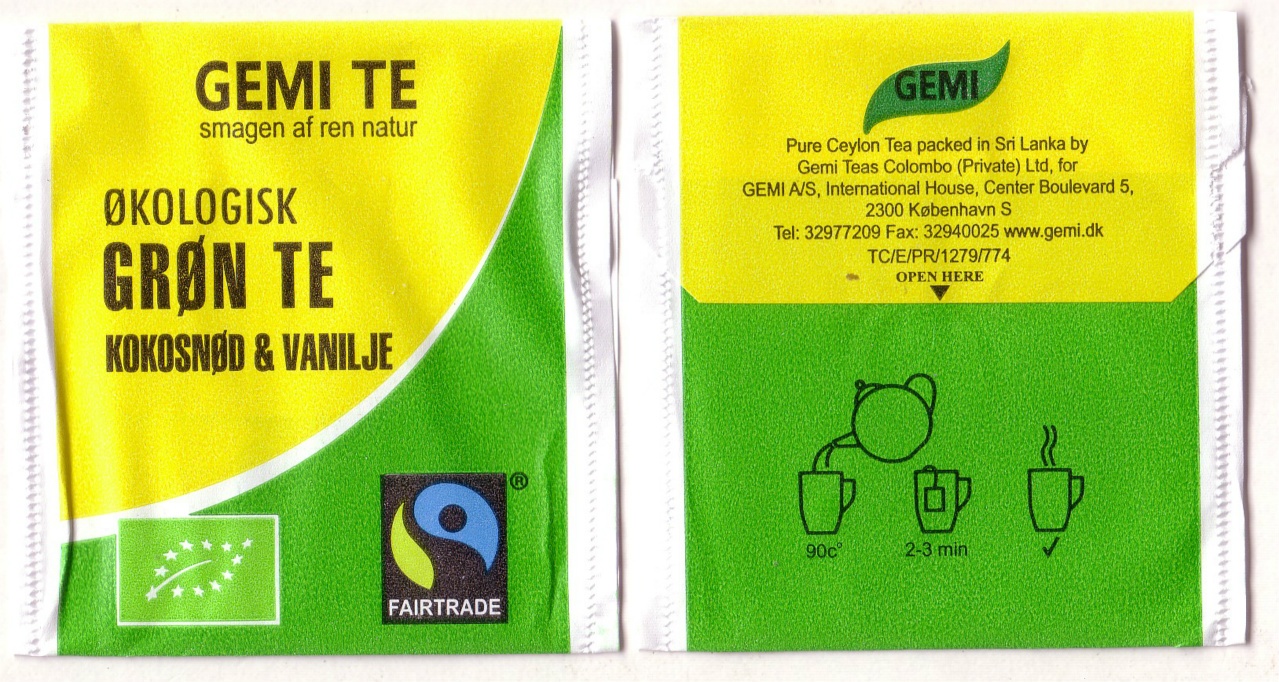 GEMI TE
smagen af ren natur
ØKOLOGISK
GRØN TE
KOKOSNØD & VANILJE
®
FAIRTRADE
GEMI
Pure Ceylon Tea packed in Sri Lanka by
Gemi Teas Colombo (Private) Ltd, for
GEMI A/S, International House, Center Boulevard 5,
2300 København S
Tel: 32977209 Fax: 32940025 www.gemi.dk
TC/E/PR/1279/774
OPEN HERE
90c°
2-3 min